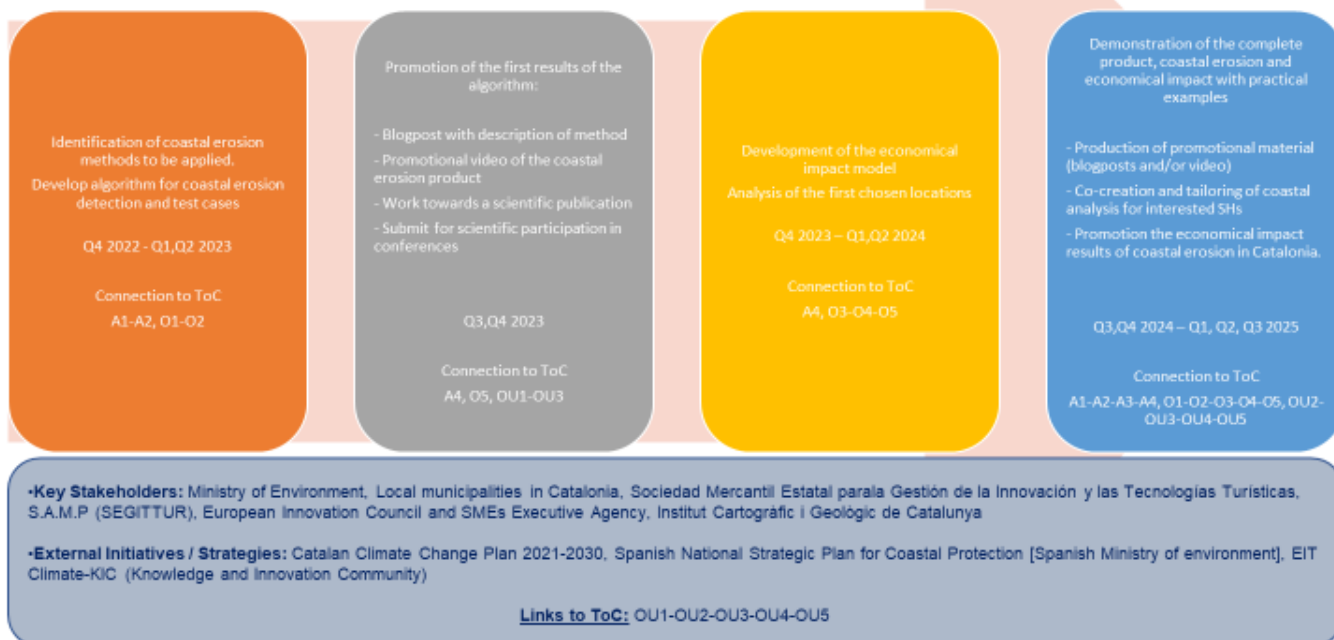 Identification of coastal erosion
methods to be applied.
Develop algorithm for coastal erosion
detection and test cases
Q4 2022 - Q1,Q2 2023
Connection to ToC
A1-A2, O1-O2
Promotion of the first results of the
algorithm:
- Blogpost with description of method
- Promotional video of the coastal
erosion product
- Work towards a scientific publication
- Submit for scientific participation in
conferences
Q3,Q4 2023
Connection to ToC
A4, O5, OU1-OU3
Development of the economical
impact model
Analysis of the first chosen locations
Q4 2023 – Q1,Q2 2024
Connection to ToC
A4, O3-O4-O5
Demonstration of the complete
product, coastal erosion and
economical impact with practical
examples
- Production of promotional material
(blogposts and/or video)
- Co-creation and tailoring of coastal
analysis for interested SHs
- Promotion the economical impact
results of coastal erosion in Catalonia.
Q3,Q4 2024 – Q1, Q2, Q3 2025
Connection to ToC
A1-A2-A3-A4, O1-O2-O3-O4-O5, OU2-
OU3-OU4-OU5
•Key Stakeholders: Ministry of Environment, Local municipalities in Catalonia, Sociedad Mercantil Estatal parala Gestión de la Innovación y las Tecnologías Turísticas,
S.A.M.P (SEGITTUR), European Innovation Council and SMEs Executive Agency, Institut Cartogràfic i Geològic de Catalunya
•External Initiatives / Strategies: Catalan Climate Change Plan 2021-2030, Spanish National Strategic Plan for Coastal Protection [Spanish Ministry of environment], EIT
Climate-KIC (Knowledge and Innovation Community)
Links to ToC: OU1-OU2-OU3-OU4-OU5